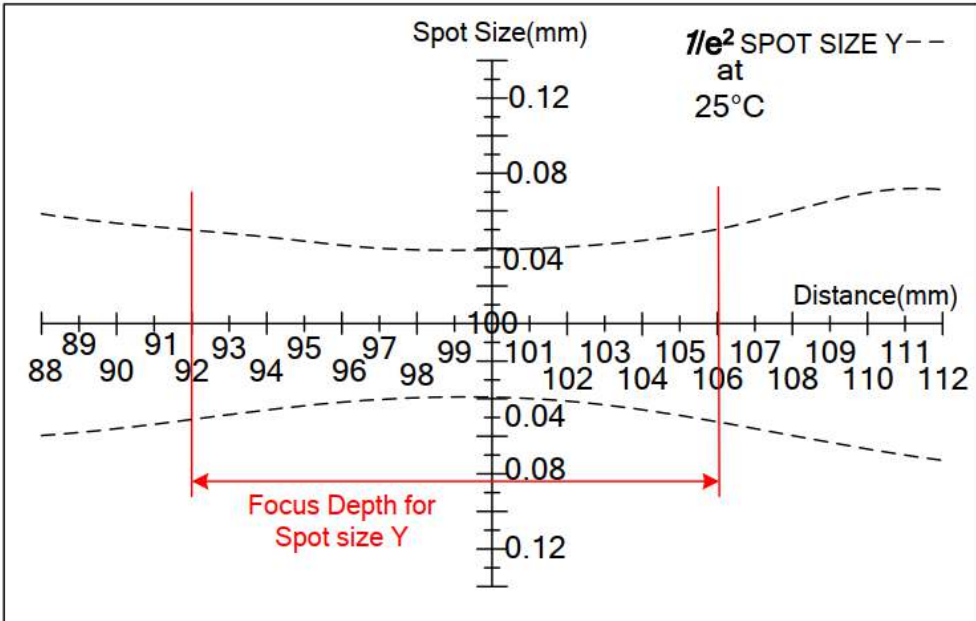 Spot Size(mm)
1/e² SPOT SIZE Y
at
25°C
0.12
0.08
0.04
Distance(mm)
100
89 91 93 95 97 99 101 103 105 107 109 111
88 90 92 94 96 98 102 104 106 108 110 112
0.04
0.08
Focus Depth for
Spot size Y
0.12